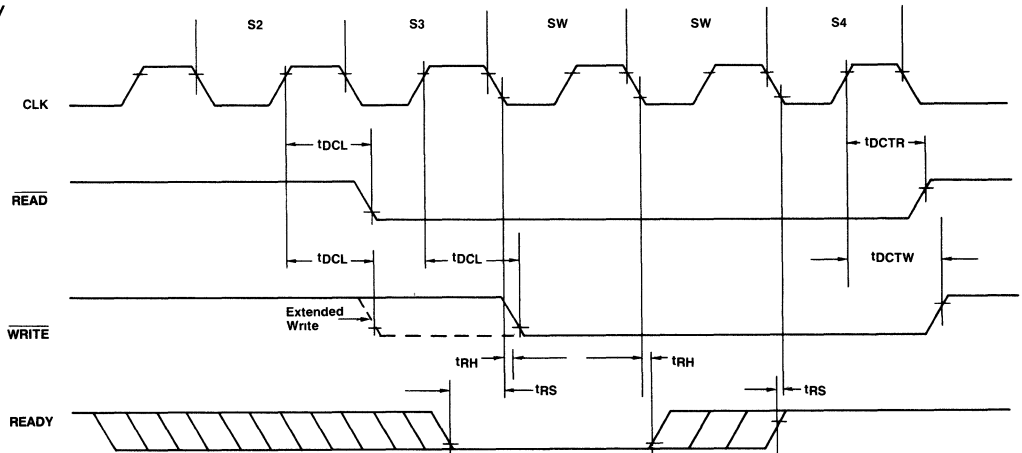 S2 S3 SW SW S4
CLK
tDCL tDCTR
READ
tDCL tDCL tDCTW
Extended
Write
WRITE
tRH tRH
tRS tRS
READY